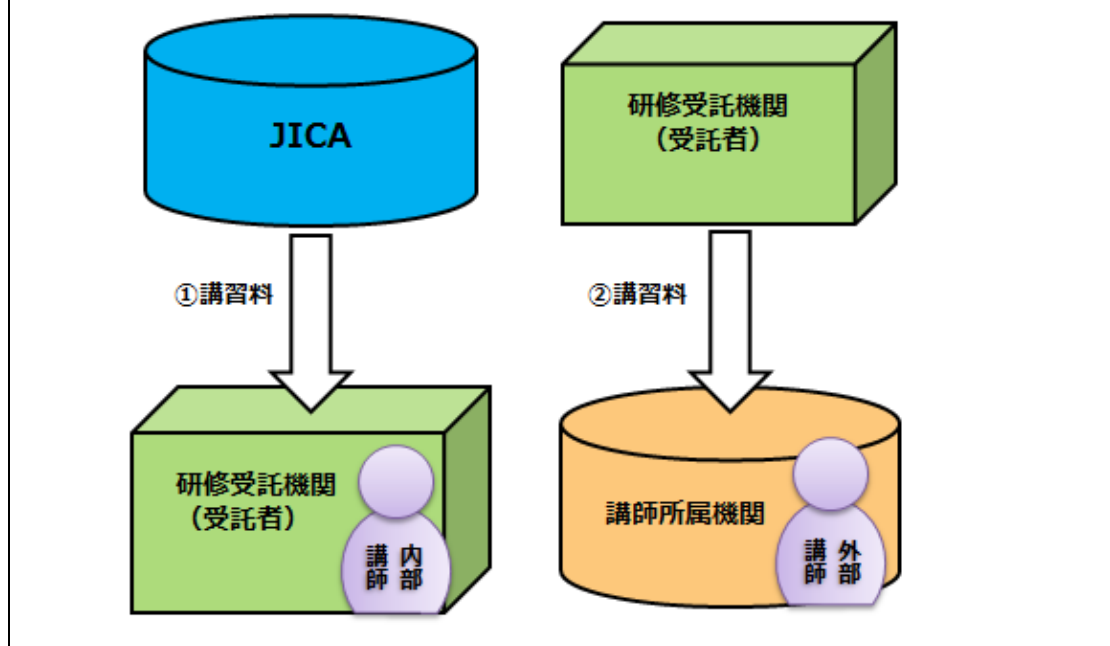 JICA
研修受託機関
（受託者）
①講習料
②講習料
研修受託機関
（受託者）
内部
講師
講師所属機関
外部
講師